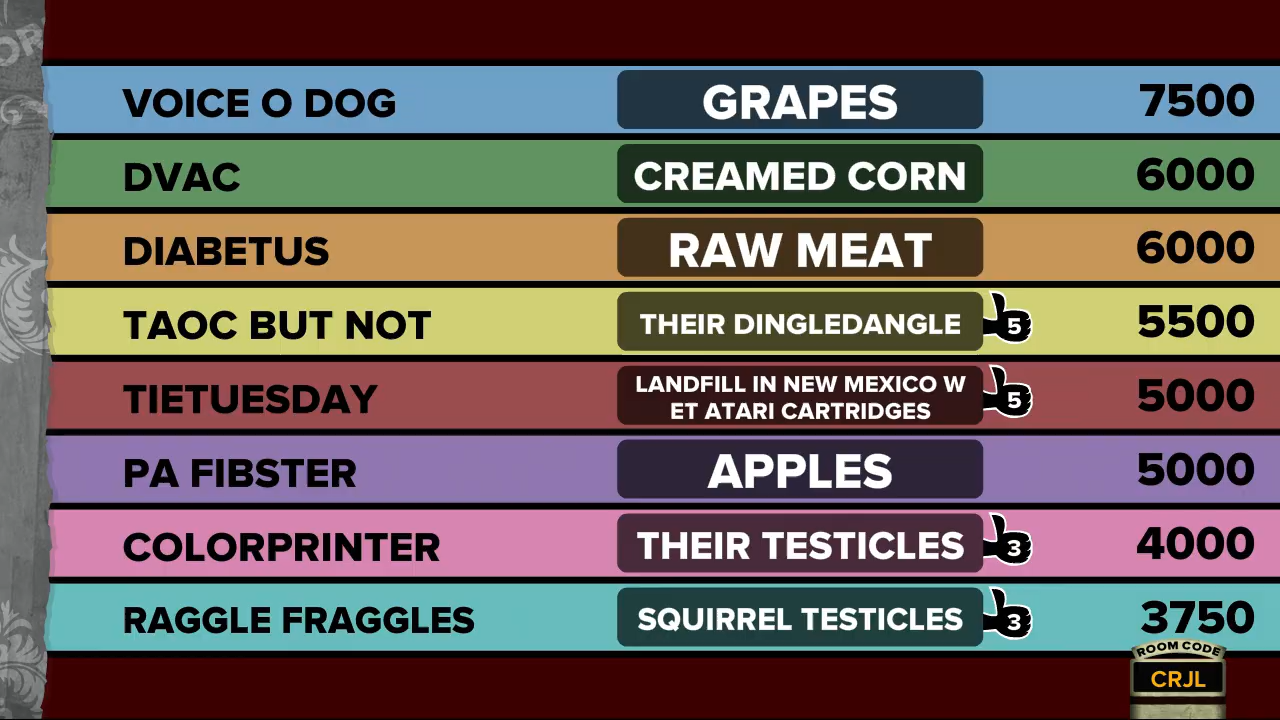 VOICE O DOG GRAPES 7500
DVAC CREAMED CORN 6000
DIABETUS RAW MEAT 6000
TAOC BUT NOT THEIR DINGLEDANGLE 5 5500
TIETUESDAY LANDFILL IN NEW MEXICO W
ET ATARI CARTRIDGES 5 5000
PA FIBSTER APPLES 5000
COLORPRINTER THEIR TESTICLES 3 4000
RAGGLE FRAGGLES SQUIRREL TESTICLES 3 3750
ROOM CODE
CRJL